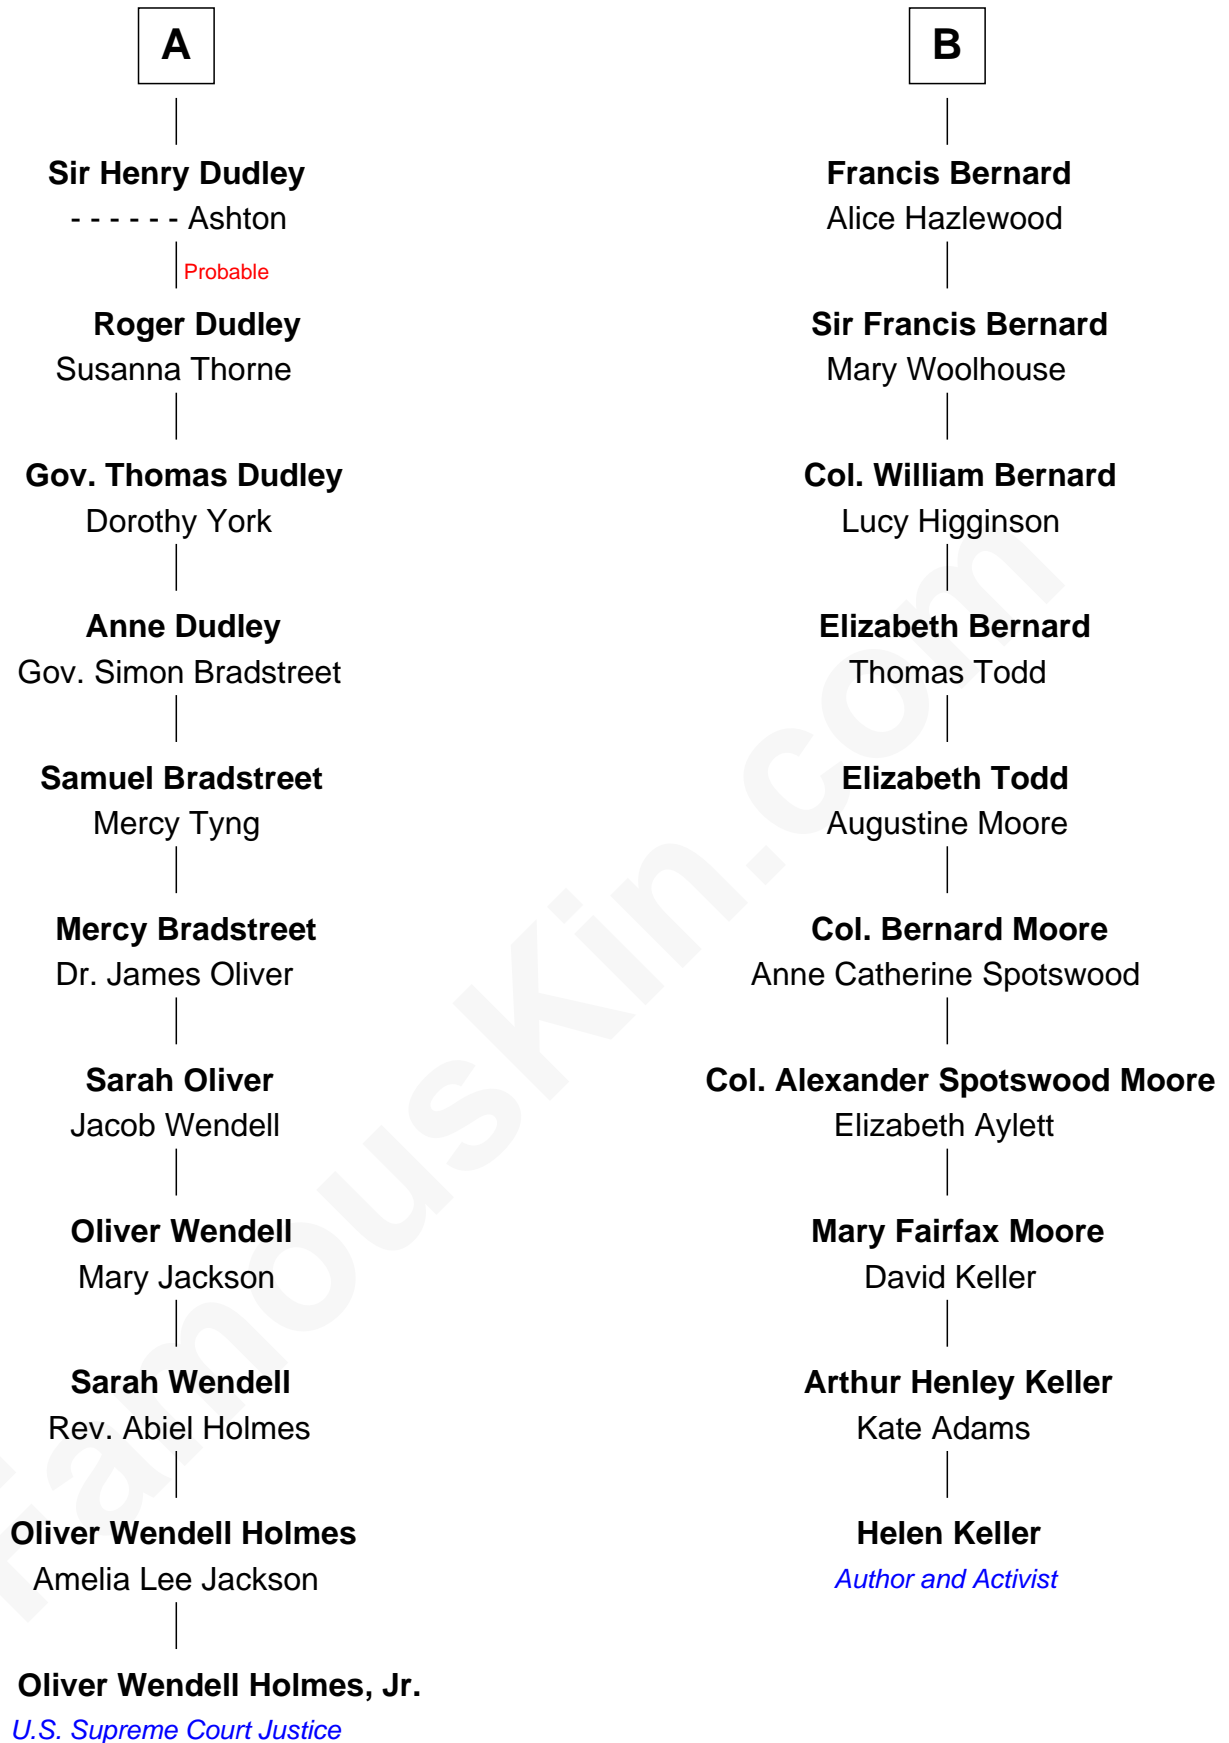 A
Sir Henry Dudley
- - - - - - Ashton
Probable
Roger Dudley
Susanna Thorne
Gov. Thomas Dudley
Dorothy York
Anne Dudley
Gov. Simon Bradstreet
Samuel Bradstreet
Mercy Tyng
Mercy Bradstreet
Dr. James Oliver
Sarah Oliver
Jacob Wendell
Oliver Wendell
Mary Jackson
Sarah Wendell
Rev. Abiel Holmes
Oliver Wendell Holmes
Amelia Lee Jackson
Oliver Wendell Holmes, Jr.
U.S. Supreme Court Justice
B
Francis Bernard
Alice Hazlewood
Sir Francis Bernard
Mary Woolhouse
Col. William Bernard
Lucy Higginson
Elizabeth Bernard
Thomas Todd
Elizabeth Todd
Augustine Moore
Col. Bernard Moore
Anne Catherine Spotswood
Col. Alexander Spotswood Moore
Elizabeth Aylett
Mary Fairfax Moore
David Keller
Arthur Henley Keller
Kate Adams
Helen Keller
Author and Activist
FamousKin.com